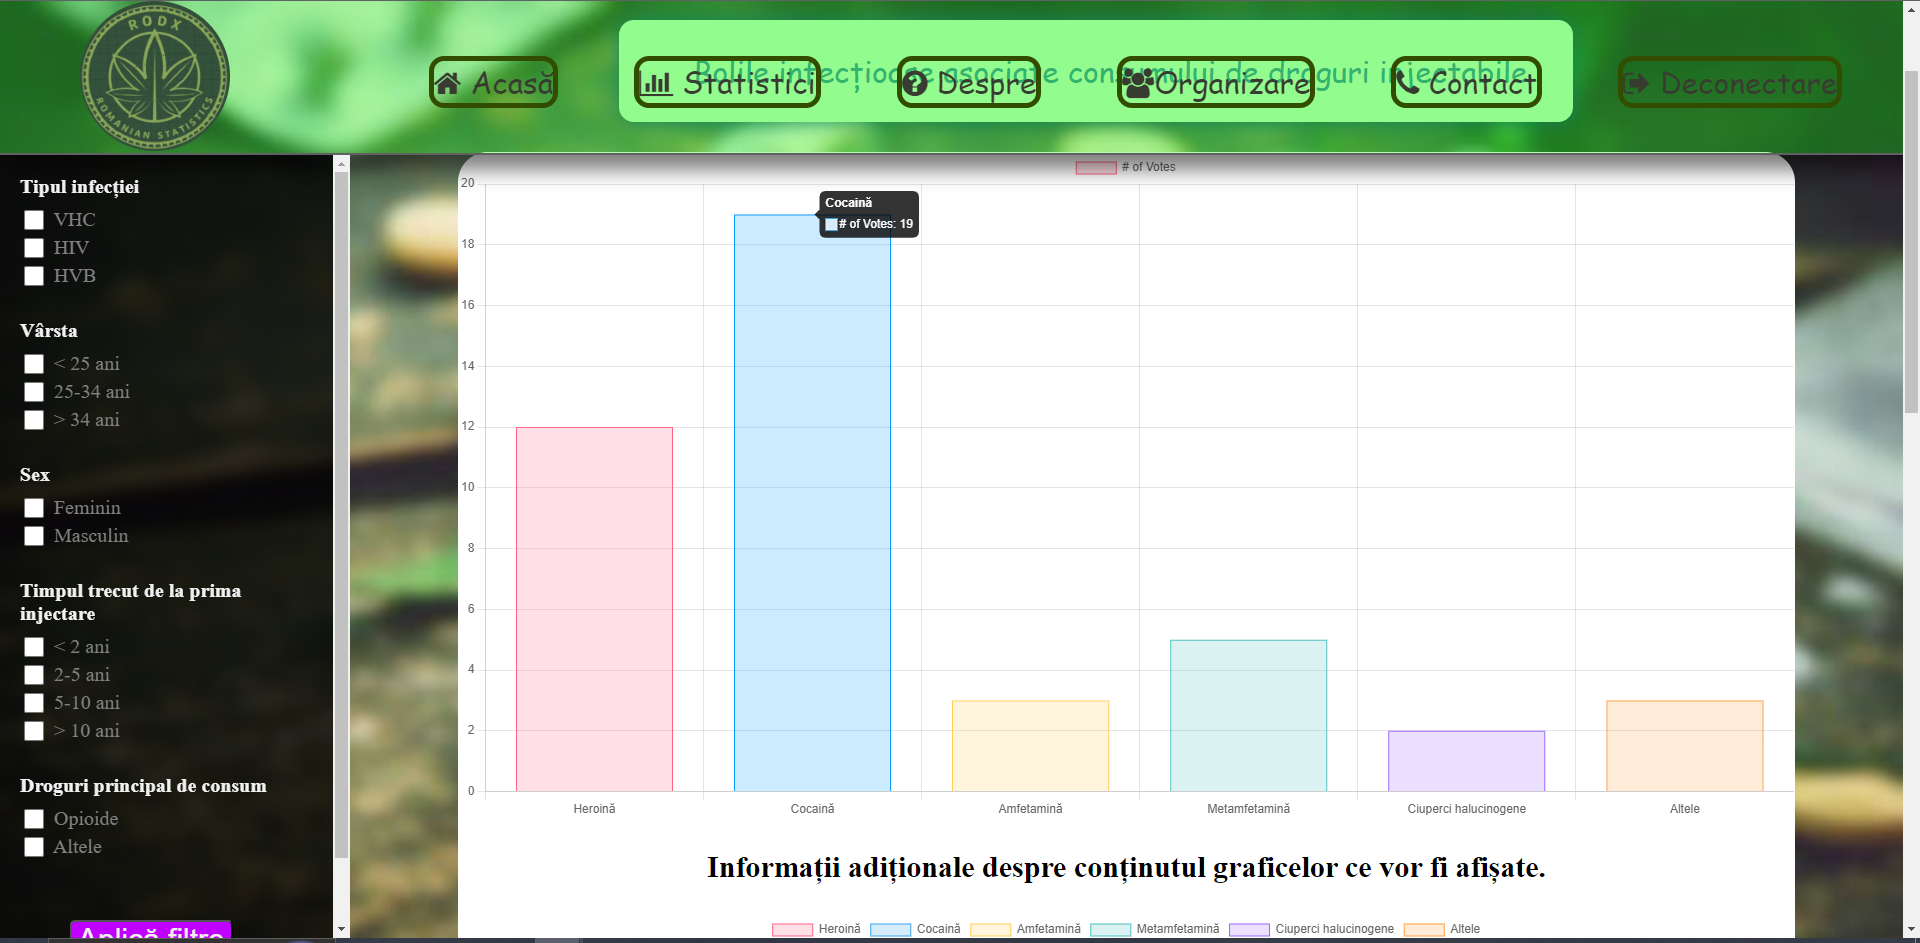 RODX
ROMANIAN STATISTICS
Bolile infecțioase asociate consumului de droguri injectabile
Acasă
Statistici
Despre
Organizare
Contact
Deconectare
Tipul infecției
VHC
HIV
HVB
Vârsta
< 25 ani
25-34 ani
> 34 ani
Sex
Feminin
Masculin
Timpul trecut de la prima
injectare
< 2 ani
2-5 ani
5-10 ani
> 10 ani
Droguri principal de consum
Opioide
Altele
Aplică filtre
# of Votes
20
18
16
14
12
10
8
6
4
2
0
Cocaină
# of Votes: 19
Heroină
Cocaină
Amfetamină
Metamfetamină
Ciuperci halucinogene
Altele
Informații adiționale despre conținutul graficelor ce vor fi afișate.
Heroină
Cocaină
Amfetamină
Metamfetamină
Ciuperci halucinogene
Altele